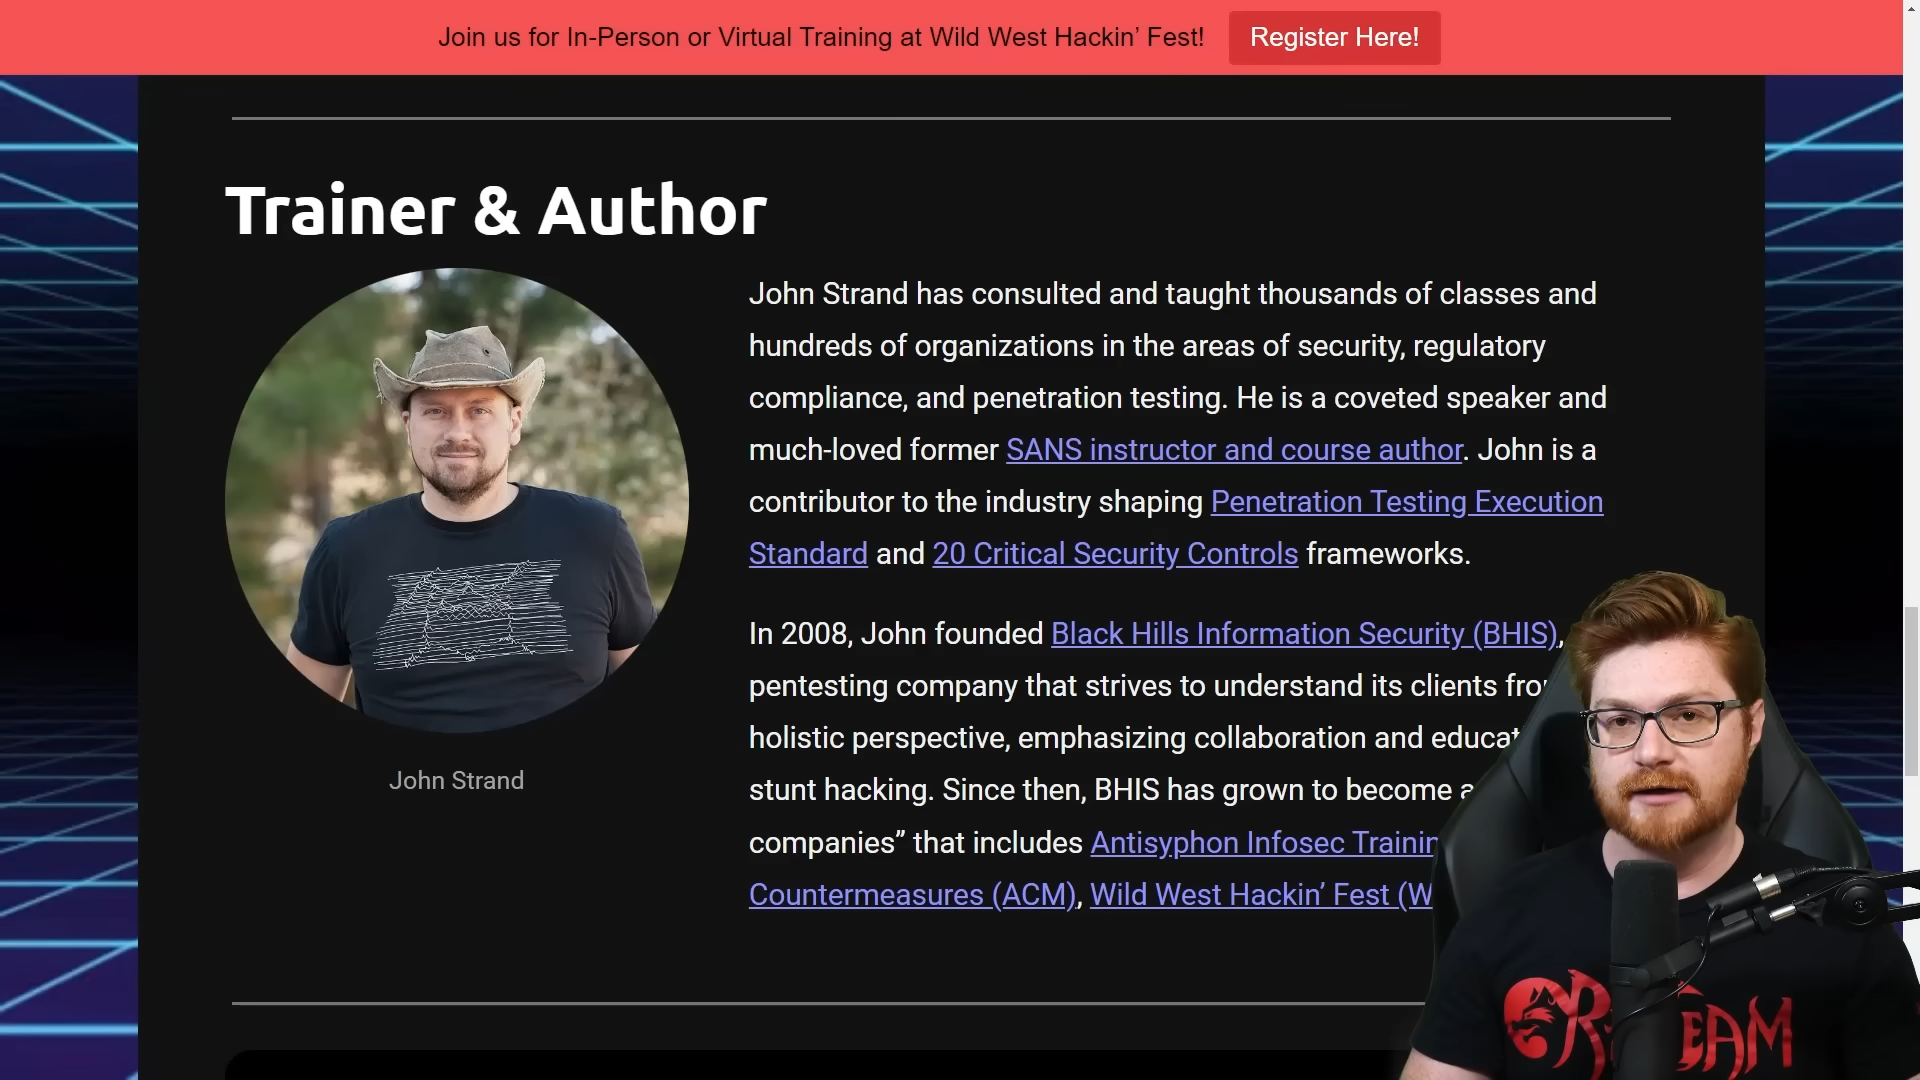 Join us for In-Person or Virtual Training at Wild West Hackin’ Fest!
Register Here!
Trainer & Author
John Strand has consulted and taught thousands of classes and
hundreds of organizations in the areas of security, regulatory
compliance, and penetration testing. He is a coveted speaker and
much-loved former SANS instructor and course author. John is a
contributor to the industry shaping Penetration Testing Execution
Standard and 20 Critical Security Controls frameworks.
In 2008, John founded Black Hills Information Security (BHIS),
pentesting company that strives to understand its clients
holistic perspective, emphasizing collaboration and
stunt hacking. Since then, BHIS has grown to become
companies” that includes Antisyphon Infosec
Countermeasures (ACM), Wild West Hackin’ Fest
John Strand